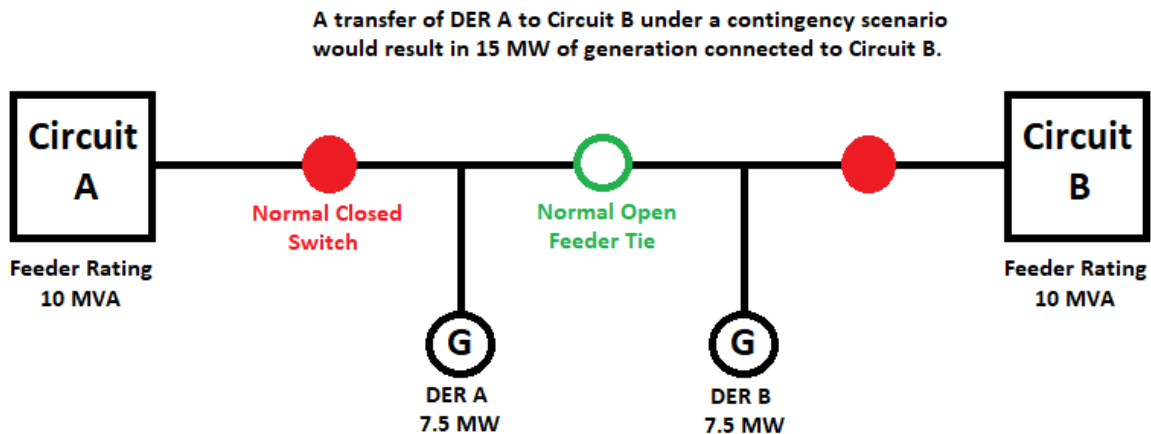 A transfer of DER A to Circuit B under a contingency scenario
would result in 15 MW of generation connected to Circuit B.
Circuit
A
Circuit
B
Normal Closed
Switch
Normal Open
Feeder Tie
Feeder Rating
10 MVA
Feeder Rating
10 MVA
G
G
DER A
7.5 MW
DER B
7.5 MW